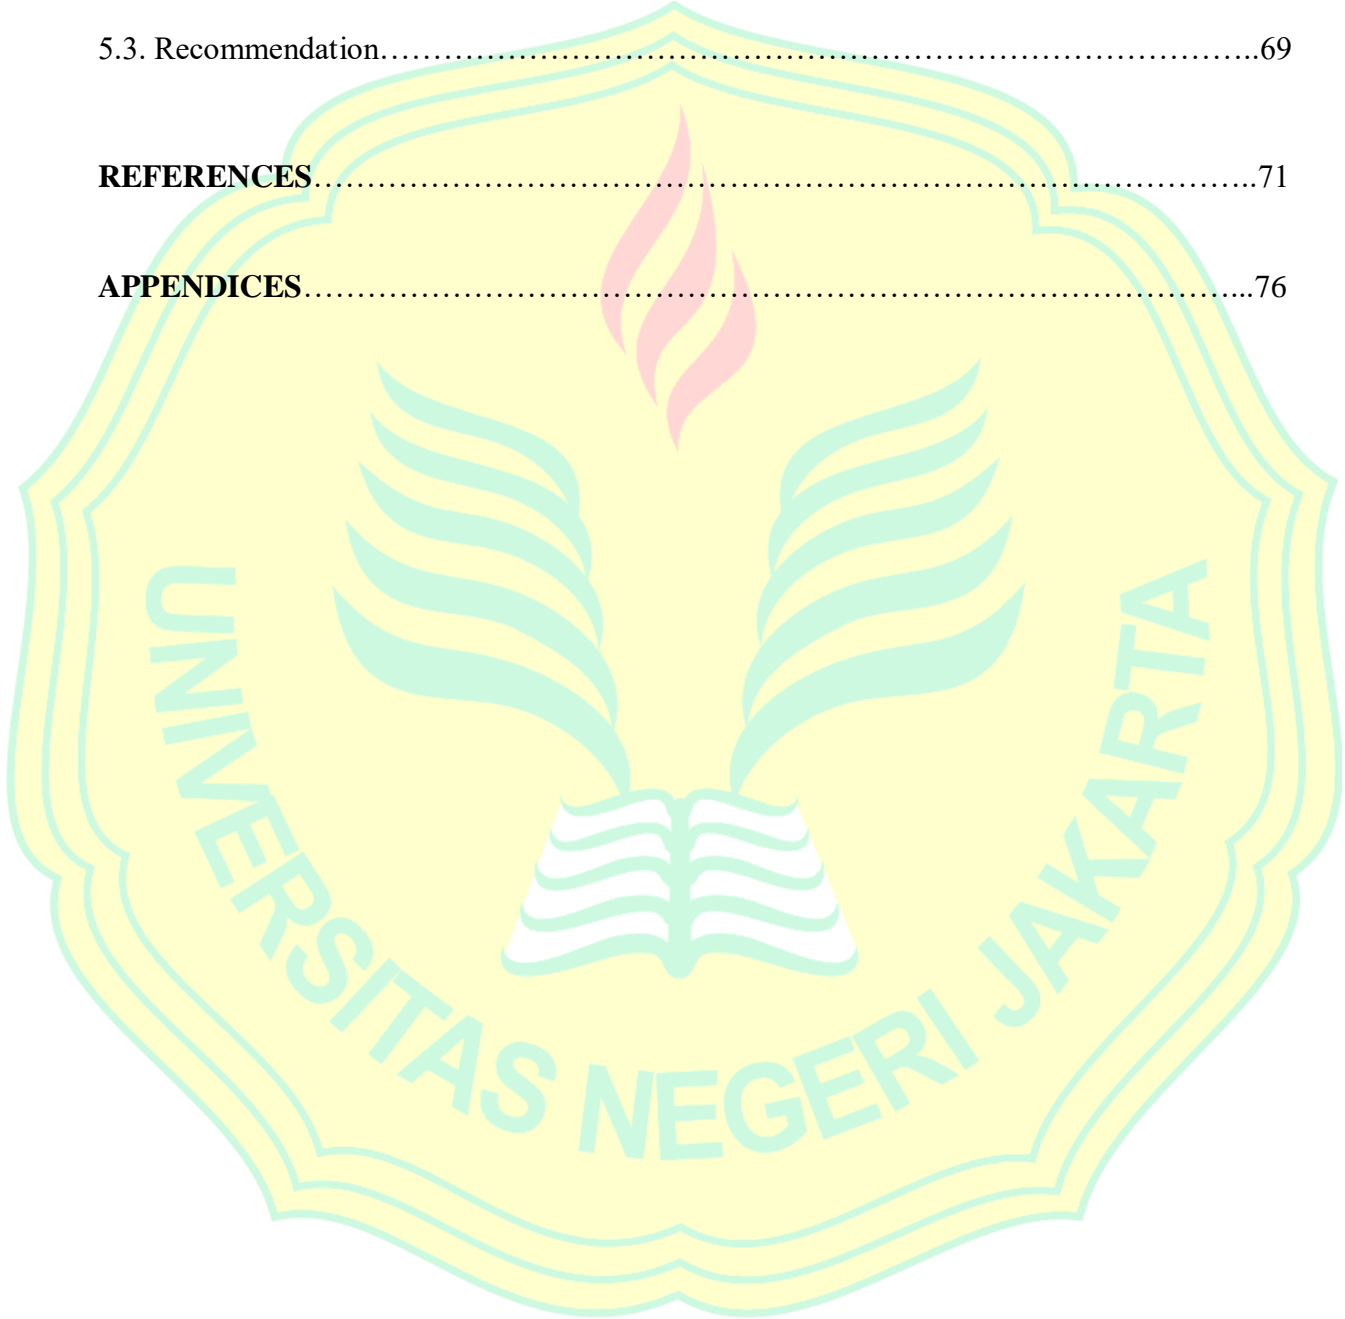 5.3. Recommendation……………………………………………………………………………..69
REFERENCES……………………………………………………………………………………..71
APPENDICES……………………………………………………………………………………...76
UNIVERSITAS NEGERI JAKARTA